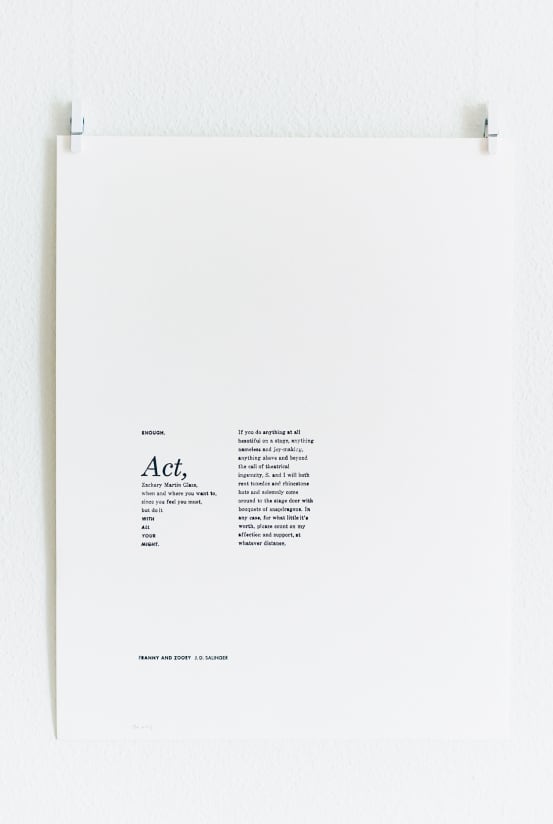 ENOUGH.
Act,
Zachary Martin Glass,
when and where you want to,
since you feel you must,
but do it
WITH
ALL
YOUR
MIGHT.
If you do anything at all
beautiful on a stage, anything
nameless and joy-making,
anything above and beyond
the call of theatrical
ingenuity, S. and I will both
rent tuxedos and rhinestone
hats and solemnly come
around to the stage door with
bouquets of snapdragons. In
any case, for what little it's
worth, please count on my
affection and support, at
whatever distance.
FRANNY AND ZOOEY J.D. SALINGER